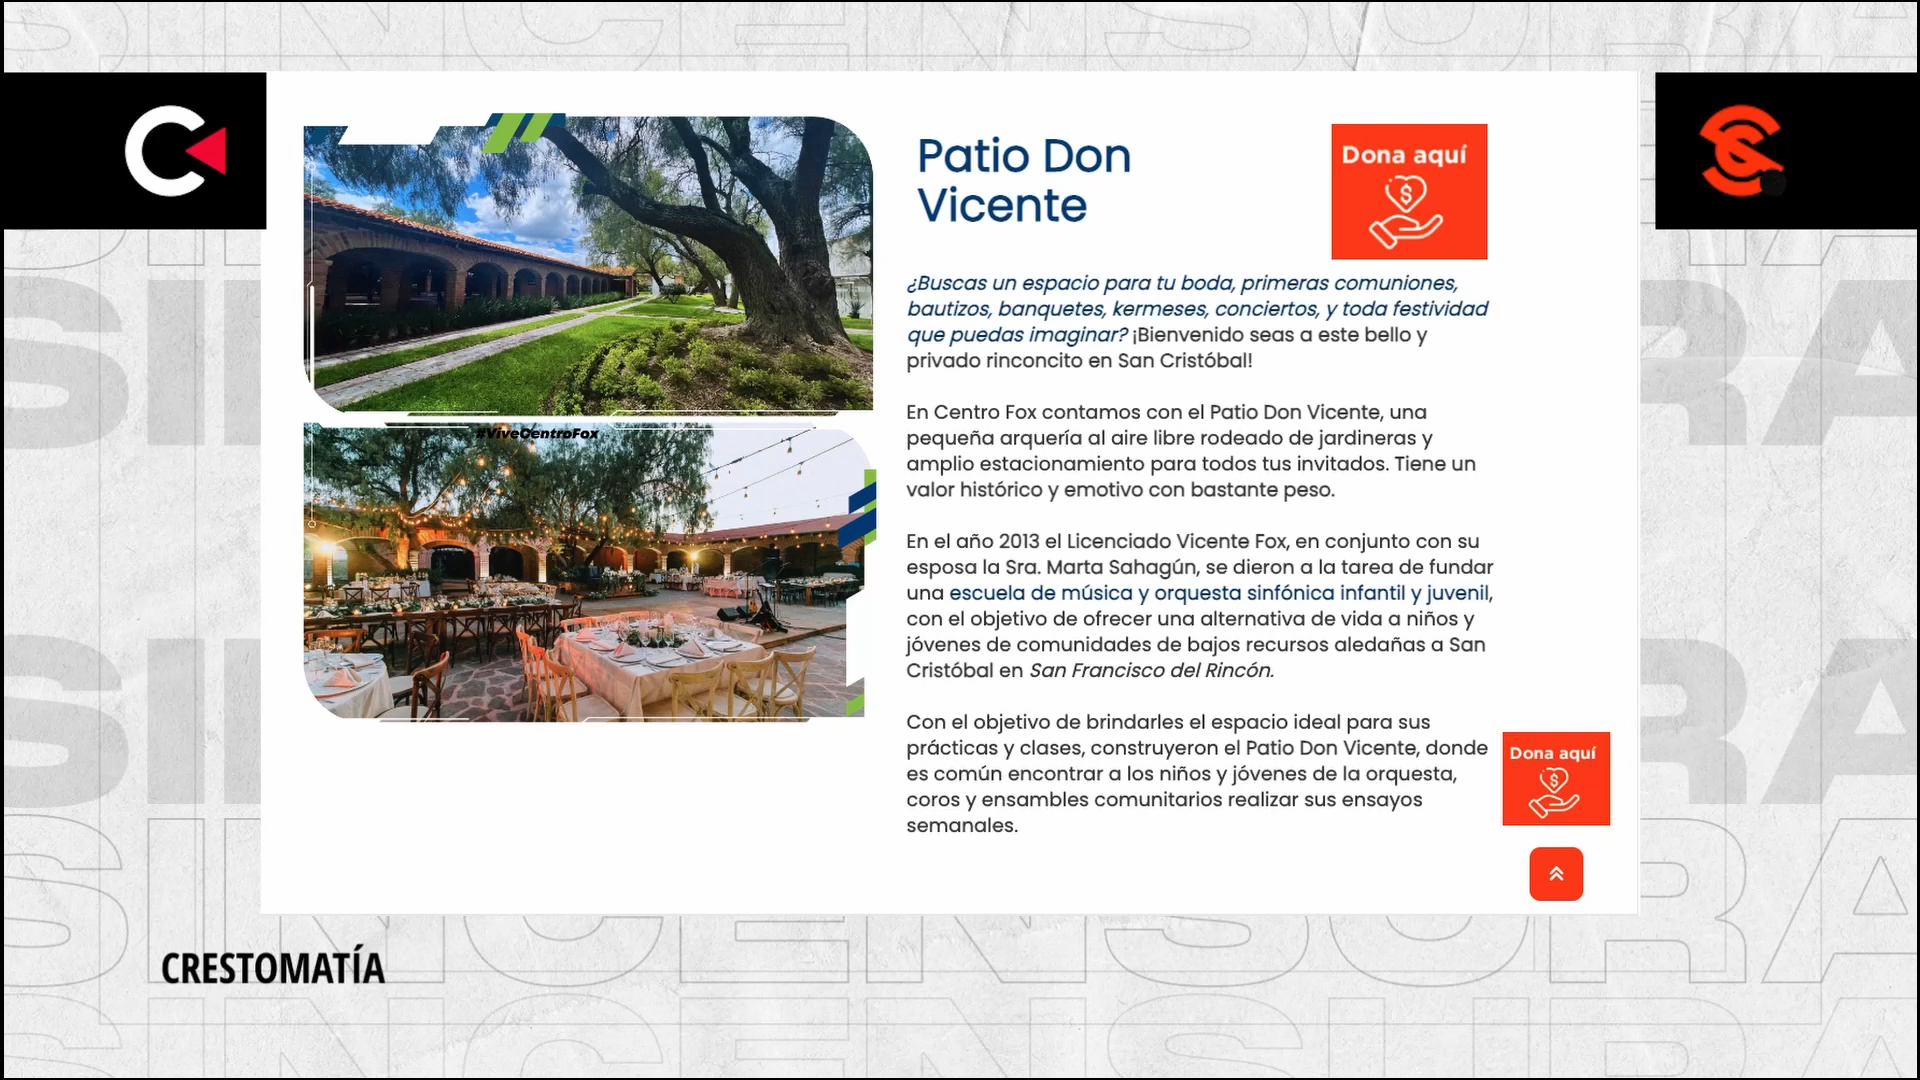 Patio Don
Vicente
Dona aquí
¿Buscas un espacio para tu boda, primeras comuniones,
bautizos, banquetes, kermeses, conciertos, y toda festividad
que puedas imaginar? ¡Bienvenido seas a este bello y
privado rinconcito en San Cristóbal!
En Centro Fox contamos con el Patio Don Vicente, una
pequeña arquería al aire libre rodeado de jardineras y
amplio estacionamiento para todos tus invitados. Tiene un
valor histórico y emotivo con bastante peso.
#ViveCentroFox
En el año 2013 el Licenciado Vicente Fox, en conjunto con su
esposa la Sra. Marta Sahagún, se dieron a la tarea de fundar
una escuela de música y orquesta sinfónica infantil y juvenil,
con el objetivo de ofrecer una alternativa de vida a niños y
jóvenes de comunidades de bajos recursos aledañas a San
Cristóbal en San Francisco del Rincón.
Con el objetivo de brindarles el espacio ideal para sus
prácticas y clases, construyeron el Patio Don Vicente, donde
es común encontrar a los niños y jóvenes de la orquesta,
coros y ensambles comunitarios realizar sus ensayos
semanales.
Dona aquí
CRESTOMATÍA
SINCENSURA
SINCENSURA